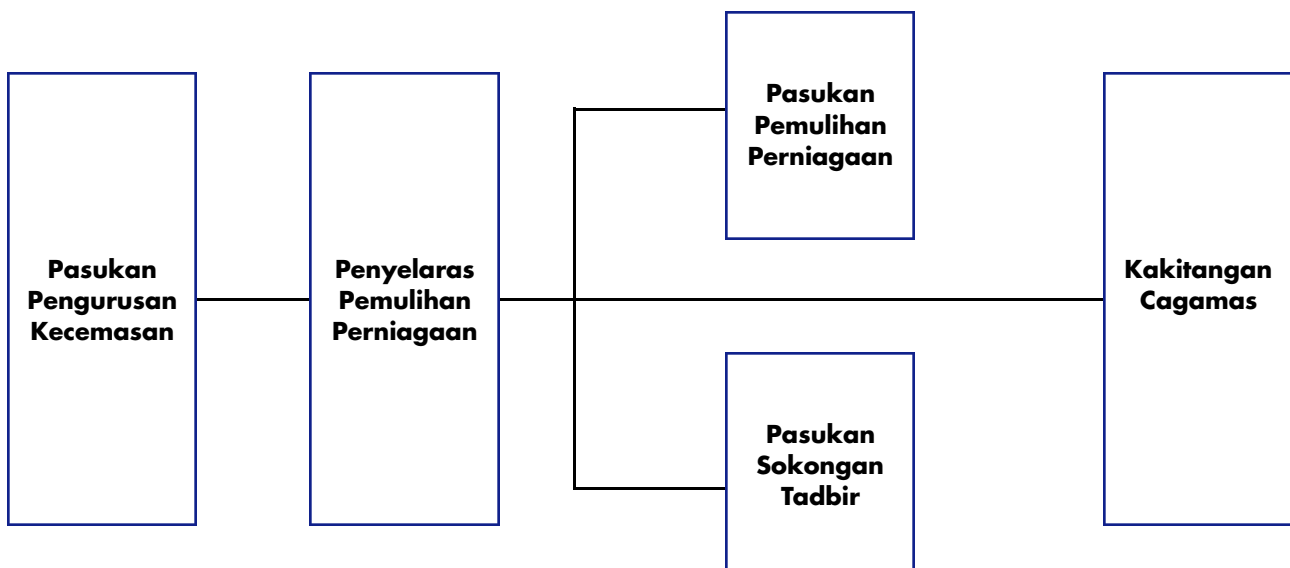 Pasukan
Pengurusan
Kecemasan
Penyelaras
Pemulihan
Perniagaan
Pasukan
Pemulihan
Perniagaan
Pasukan
Sokongan
Tadbir
Kakitangan
Cagamas